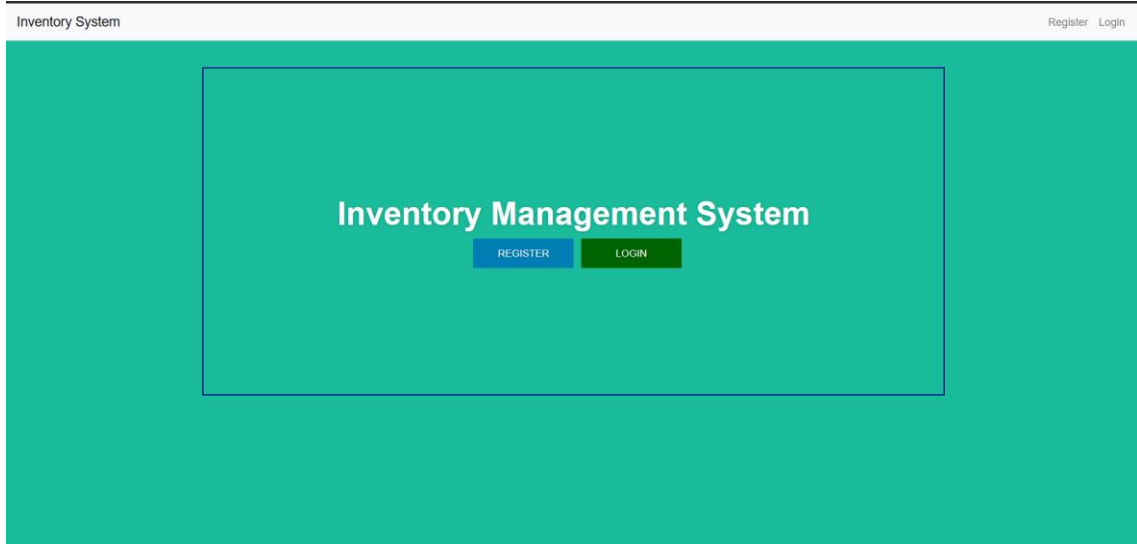 Inventory System
Register Login
Inventory Management System
REGISTER LOGIN